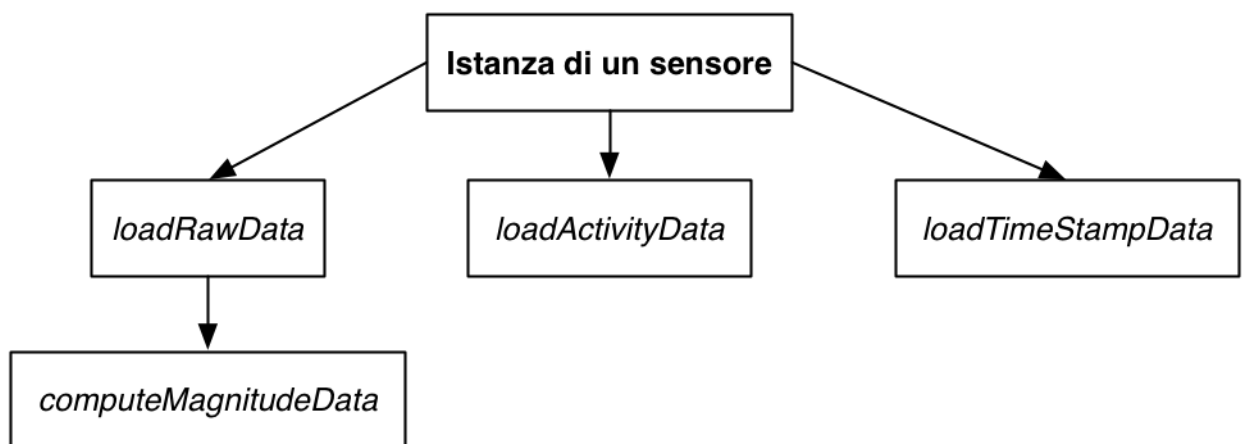 Istanza di un sensore
loadRawData
loadActivityData
loadTimeStampData
computeMagnitudeData